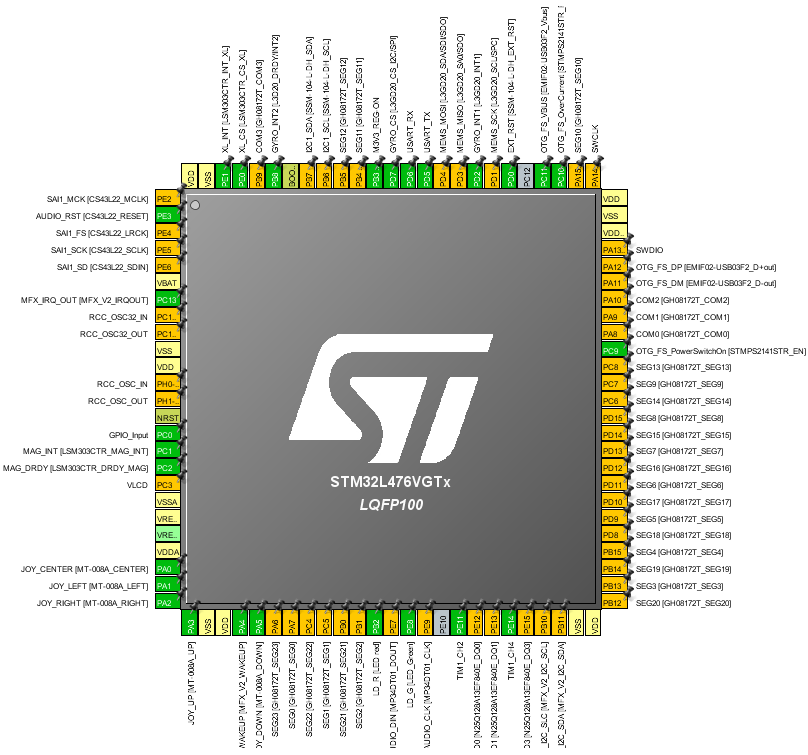 XL_INT [LSM303CTR_INT_XL]
XL_CS [LSM303CTR_CS_XL]
COM3 [GH08172T_COM3]
GYRO_INT2 [L3GD20_DRDY/INT2]
I2C1_SDA [SSM-104-L-DH_SDA]
I2C1_SCL [SSM-104-L-DH_SCL]
SEG12 [GH08172T_SEG12]
SEG11 [GH08172T_SEG11]
M3V3_REG-ON
GYRO_CS [L3GD20_CS_I2C/SPI]
USART_RX
USART_TX
MEMS_MOSI [L3GD20_SDA/SDI/SDO]
MEMS_MISO [L3GD20_SA0/SDO]
GYRO_INT1 [L3GD20_INT1]
MEMS_SCK [L3GD20_SCL/SPC]
EXT_RST [SSM-104-L-DH_EXT_RST]
OTG_FS_VBUS [EMIF02-USB03F2_Vbus]
OTG_FS_OverCurrent [STMPS2141STR_
SEG10 [GH08172T_SEG10]
SWCLK
VDD
VSS
PE1
PE0
PB9
PB8
BOO..
PB7
PB6
PB5
PB4
PB3
PD7
PD6
PD5
PD4
PD3
PD2
PD1
PD0
PC12
PC11
PC10
PA15
PA14
SAI1_MCK [CS43L22_MCLK] PE2
AUDIO_RST [CS43L22_RESET] PE3
SAI1_FS [CS43L22_LRCK] PE4
SAI1_SCK [CS43L22_SCLK] PE5
SAI1_SD [CS43L22_SDIN] PE6
VBAT
MFX_IRQ_OUT [MFX_V2_IRQOUT] PC13
RCC_OSC32_IN PC1..
RCC_OSC32_OUT PC1..
VSS
VDD
RCC_OSC_IN PH0-..
RCC_OSC_OUT PH1-..
NRST
GPIO_Input PC0
MAG_INT [LSM303CTR_MAG_INT] PC1
MAG_DRDY [LSM303CTR_DRDY_MAG] PC2
VLCD PC3
VSSA
VRE..
VRE..
VDDA
JOY_CENTER [MT-008A_CENTER] PA0
JOY_LEFT [MT-008A_LEFT] PA1
JOY_RIGHT [MT-008A_RIGHT] PA2
STM32L476VGTx
LQFP100
VDD
VSS
VDD..
PA13.. SWDIO
PA12 OTG_FS_DP [EMIF02-USB03F2_D+out]
PA11 OTG_FS_DM [EMIF02-USB03F2_D-out]
PA10 COM2 [GH08172T_COM2]
PA9 COM1 [GH08172T_COM1]
PA8 COM0 [GH08172T_COM0]
PC9 OTG_FS_PowerSwitchOn [STMPS2141STR_EN]
PC8 SEG13 [GH08172T_SEG13]
PC7 SEG9 [GH08172T_SEG9]
PC6 SEG14 [GH08172T_SEG14]
PD15 SEG8 [GH08172T_SEG8]
PD14 SEG15 [GH08172T_SEG15]
PD13 SEG7 [GH08172T_SEG7]
PD12 SEG16 [GH08172T_SEG16]
PD11 SEG6 [GH08172T_SEG6]
PD10 SEG17 [GH08172T_SEG17]
PD9 SEG5 [GH08172T_SEG5]
PD8 SEG18 [GH08172T_SEG18]
PB15 SEG4 [GH08172T_SEG4]
PB14 SEG19 [GH08172T_SEG19]
PB13 SEG3 [GH08172T_SEG3]
PB12 SEG20 [GH08172T_SEG20]
PA3
VSS
VDD
PA4
PA5
PA6
PA7
PC4
PC5
PB0
PB1
PB2
PE7
PE8
PE9
PE10
PE11
PE12
PE13
PE14
PE15
PB10
PB11
VSS
VDD
JOY_UP [MT-008A_UP]
WAKEUP [MFX_V2_WAKEUP]
OY_DOWN [MT-008A_DOWN]
SEG23 [GH08172T_SEG23]
SEG0 [GH08172T_SEG0]
SEG22 [GH08172T_SEG22]
SEG1 [GH08172T_SEG1]
SEG21 [GH08172T_SEG21]
SEG2 [GH08172T_SEG2]
LD_R [LED red]
DIO_DIN [MP34DT01_DOUT]
LD_G [LED_Green]
AUDIO_CLK [MP34DT01_CLK]
TIM1_CH2
D0 [N25Q128A13EF840E_DQ0]
D1 [N25Q128A13EF840E_DQ1]
TIM1_CH4
D3 [N25Q128A13EF840E_DQ3]
_I2C_SLC [MFX_V2_I2C_SCL]
I2C_SDA [MFX_V2_I2C_SDA]